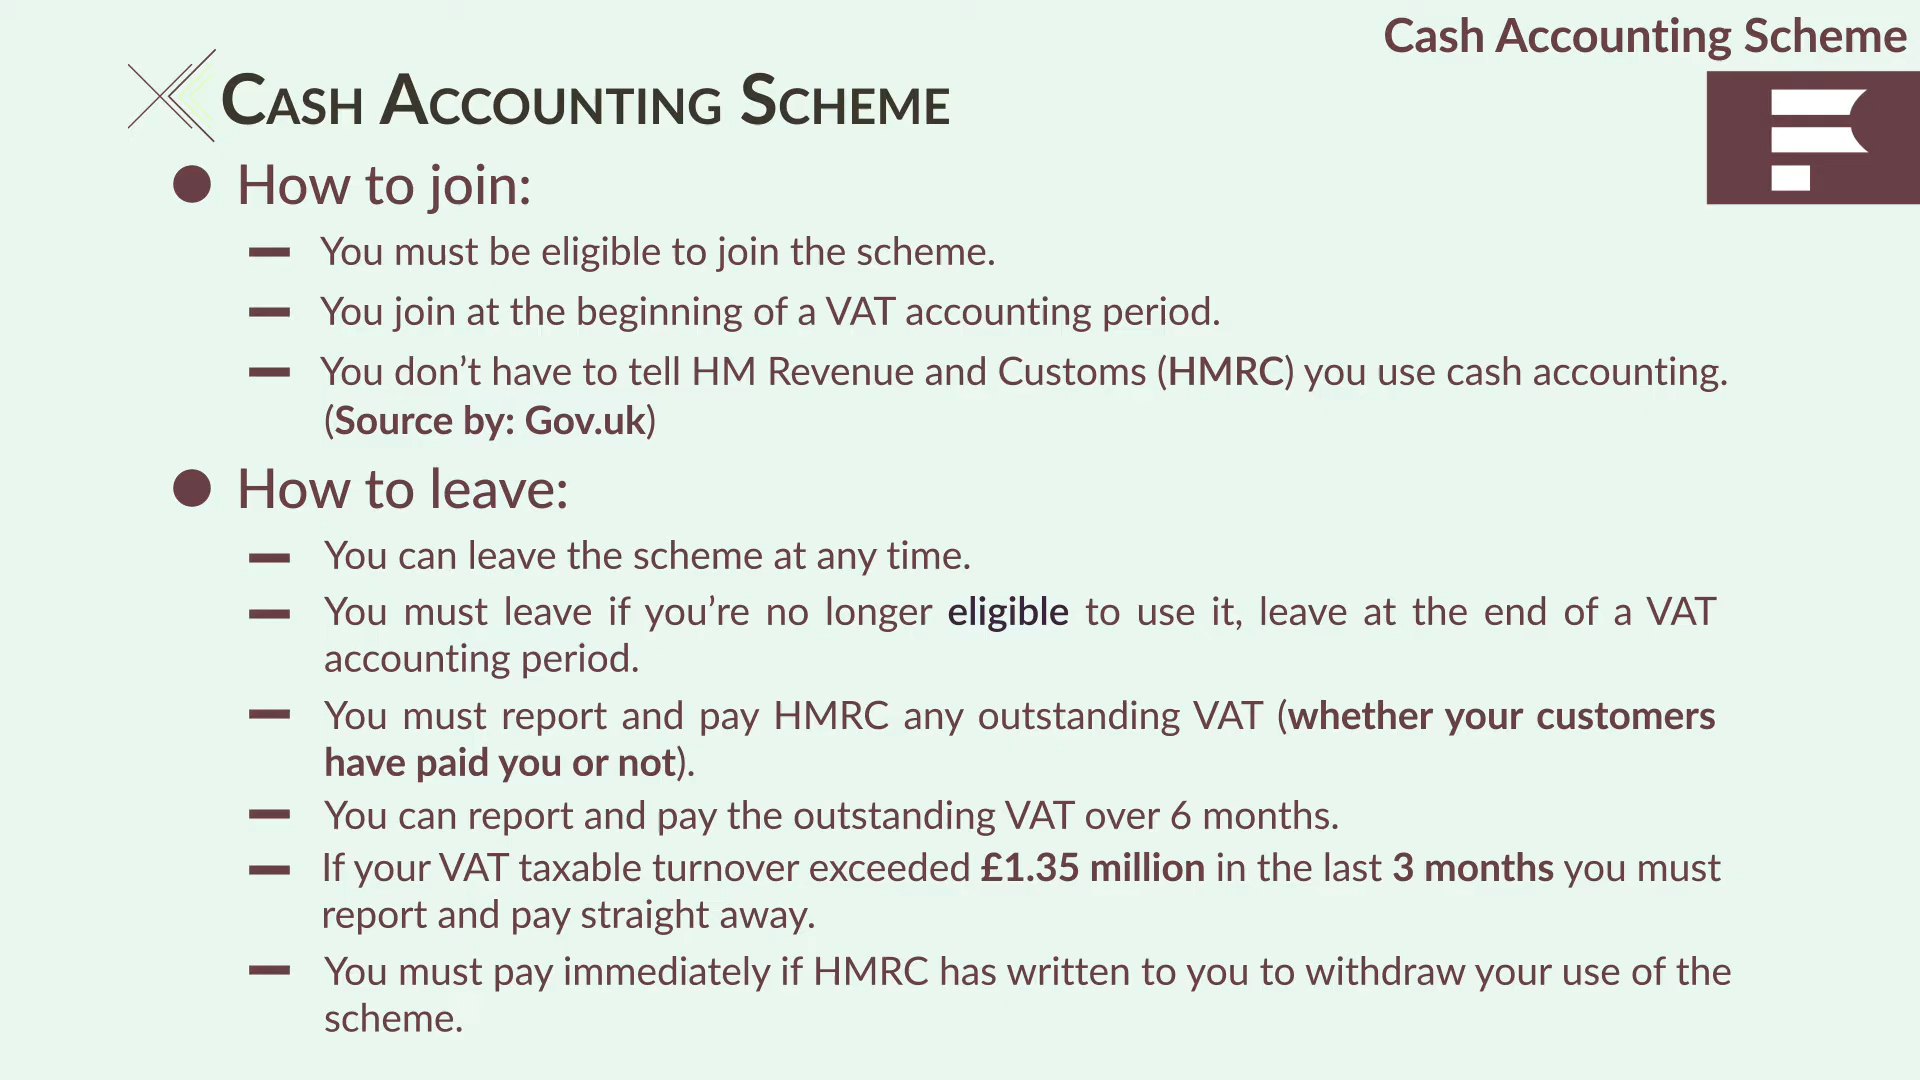 Cash Accounting Scheme
Cash Accounting Scheme
How to join:
You must be eligible to join the scheme.
You join at the beginning of a VAT accounting period.
You don’t have to tell HM Revenue and Customs (HMRC) you use cash accounting.
(Source by: Gov.uk)
How to leave:
You can leave the scheme at any time.
You must leave if you’re no longer eligible to use it, leave at the end of a VAT
accounting period.
You must report and pay HMRC any outstanding VAT (whether your customers
have paid you or not).
You can report and pay the outstanding VAT over 6 months.
If your VAT taxable turnover exceeded £1.35 million in the last 3 months you must
report and pay straight away.
You must pay immediately if HMRC has written to you to withdraw your use of the
scheme.